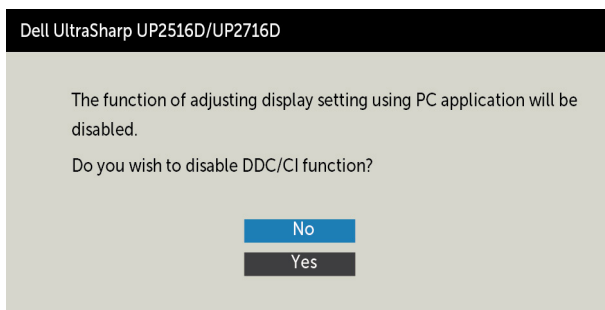 Dell UltraSharp UP2516D/UP2716D
The function of adjusting display setting using PC application will be
disabled.
Do you wish to disable DDC/CI function?
No
Yes